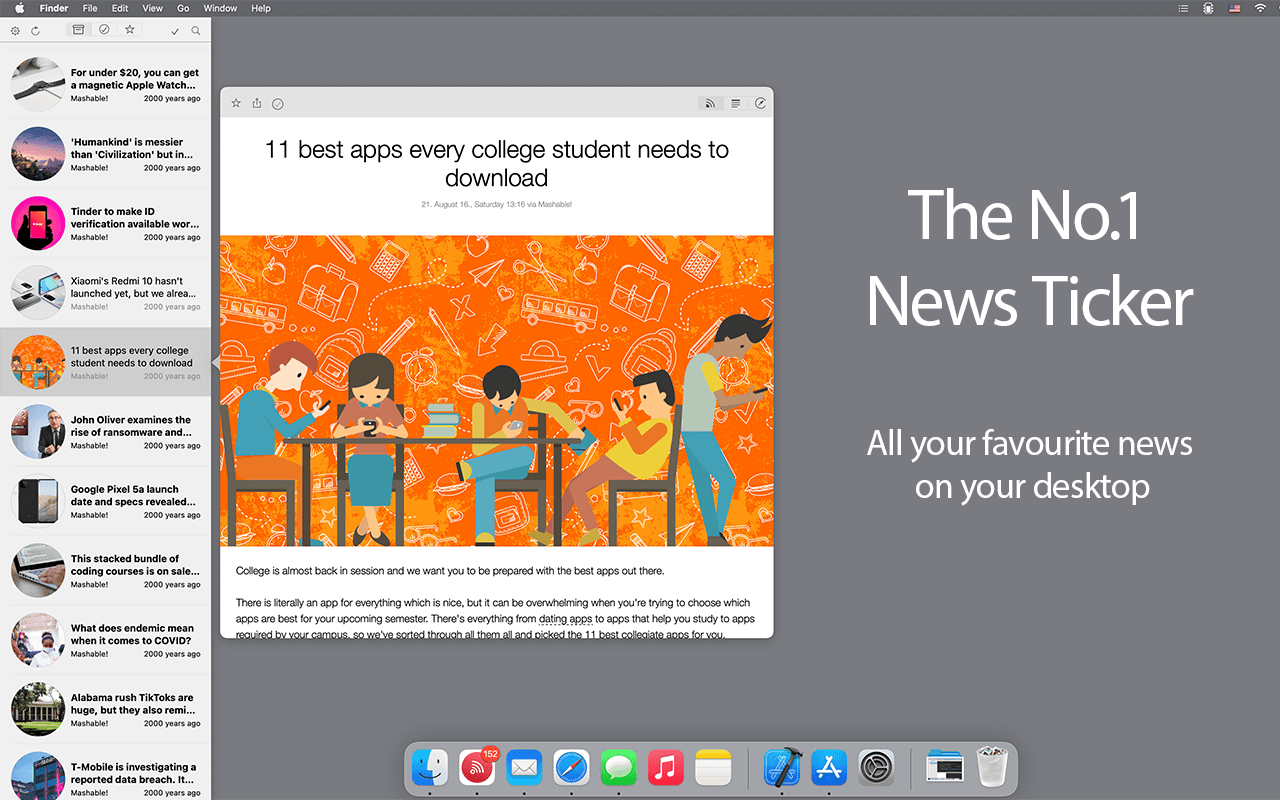 Finder File Edit View Go Window Help
For under $20, you can get
a magnetic Apple Watch...
Mashable! 2000 years ago
'Humankind' is messier
than 'Civilization' but in...
Mashable! 2000 years ago
Tinder to make ID
verification available wor...
Mashable! 2000 years ago
Xiaomi's Redmi 10 hasn't
launched yet, but we alrea...
Mashable! 2000 years ago
11 best apps every college
student needs to download
Mashable! 2000 years ago
John Oliver examines the
rise of ransomware and...
Mashable! 2000 years ago
Google Pixel 5a launch
date and specs revealed...
Mashable! 2000 years ago
This stacked bundle of
coding courses is on sale...
Mashable! 2000 years ago
What does endemic mean
when it comes to COVID?
Mashable! 2000 years ago
Alabama rush TikToks are
huge, but they also remi...
Mashable! 2000 years ago
T-Mobile is investigating a
reported data breach. It...
Mashable! 2000 years ago
11 best apps every college student needs to
download
21. August 16., Saturday 13:16 via Mashable!
College is almost back in session and we want you to be prepared with the best apps out there.
There is literally an app for everything which is nice, but it can be overwhelming when you're trying to choose which
apps are best for your upcoming semester. There's everything from dating apps to apps that help you study to apps
required by your campus, so we've sorted through all them all and picked the 11 best collegiate apps for you.
The No.1
News Ticker
All your favourite news
on your desktop
152